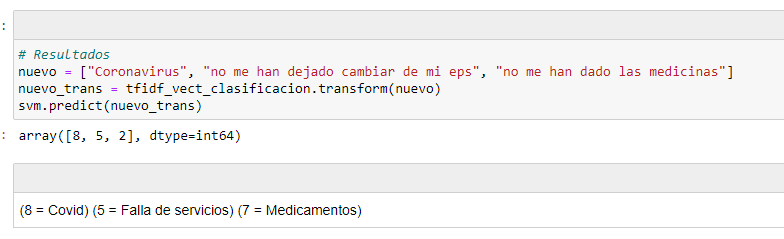 :
# Resultados
nuevo = ["Coronavirus", "no me han dejado cambiar de mi eps", "no me han dado las medicinas"]
nuevo_trans = tfidf_vect_clasificacion.transform(nuevo)
svm.predict(nuevo_trans)
: array([8, 5, 2], dtype=int64)
(8 = Covid) (5 = Falla de servicios) (7 = Medicamentos)